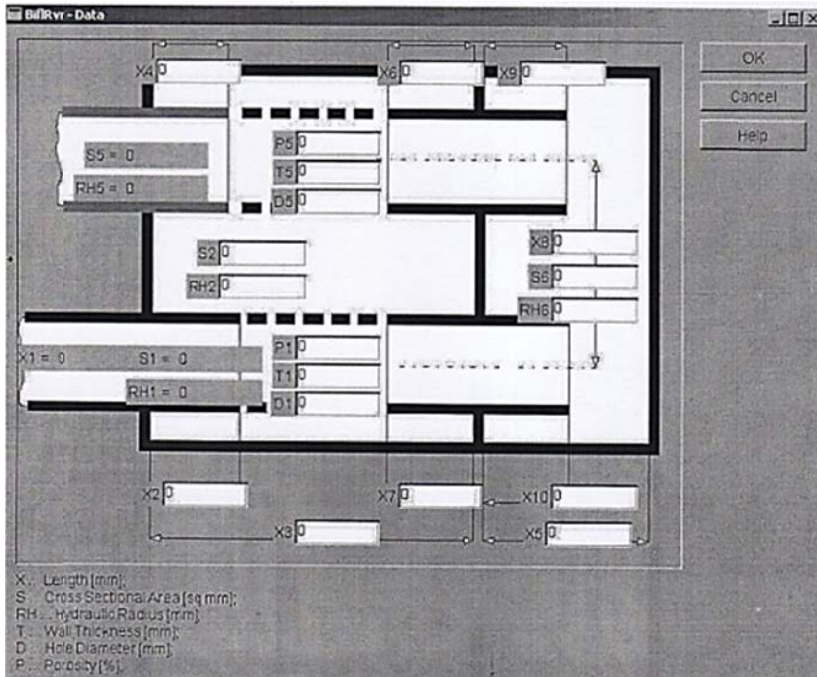 BiflRvr - Data
OK
Cancel
Help
X4 0
X6 0
X9 0
P5 0
S5 = 0
T5 0
RH5 = 0
D5 0
S2 0
X8 0
RH2 0
S6 0
RH6 0
P1 0
X1 = 0 S1 = 0
T1 0
RH1 = 0
D1 0
X2 0
X7 0
X10 0
X3 0
X5 0
X... Length [mm];
S... Cross Sectional Area [sq mm];
RH... Hydraulic Radius [mm];
T... Wall Thickness [mm];
D... Hole Diameter [mm];
P... Porosity [%];